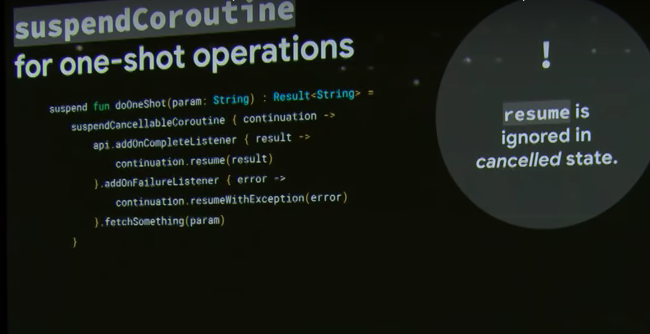 suspendCoroutine
for one-shot operations
suspend fun doOneShot(param: String) : Result<String> =
suspendCancellableCoroutine { continuation ->
api.addOnCompleteListener { result ->
continuation.resume(result)
}.addOnFailureListener { error ->
continuation.resumeWithException(error)
}.fetchSomething(param)
}
!
resume is
ignored in
cancelled state.